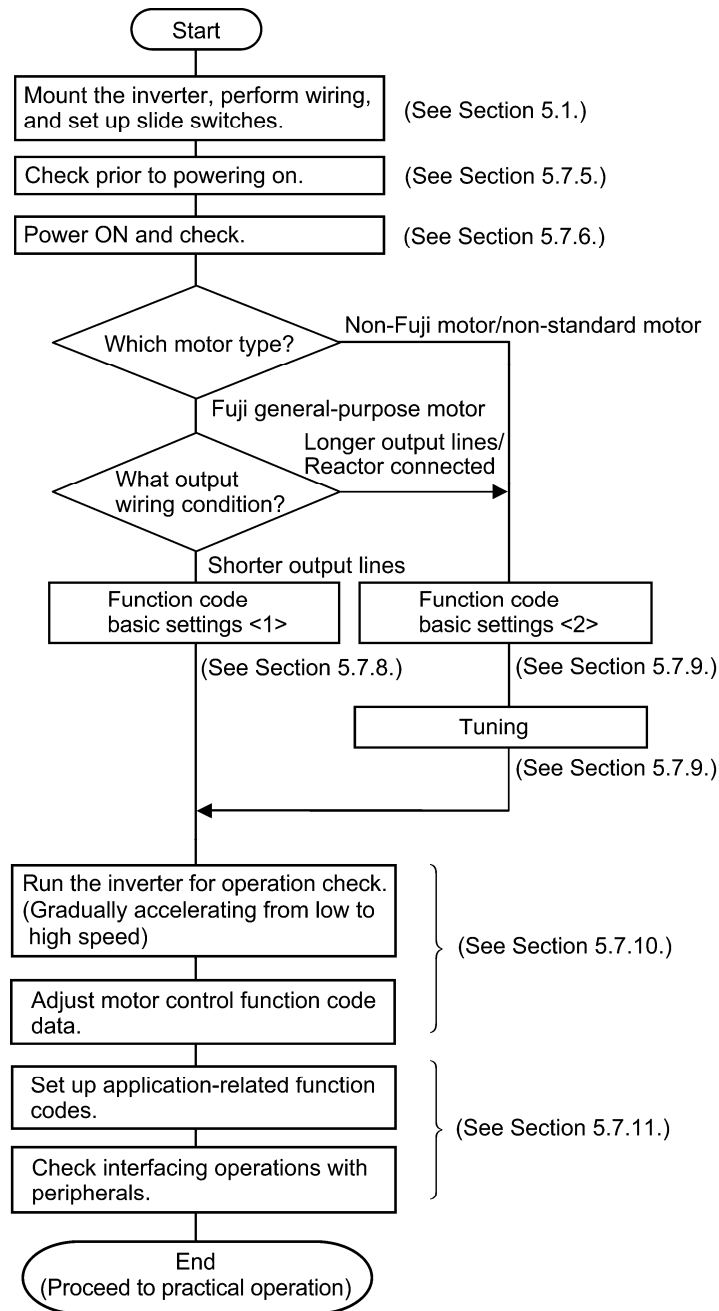 Start
Mount the inverter, perform wiring,
and set up slide switches.
(See Section 5.1.)
Check prior to powering on.
(See Section 5.7.5.)
Power ON and check.
(See Section 5.7.6.)
Which motor type?
Non-Fuji motor/non-standard motor
Fuji general-purpose motor
What output
wiring condition?
Longer output lines/
Reactor connected
Shorter output lines
Function code
basic settings <1>
(See Section 5.7.8.)
Function code
basic settings <2>
(See Section 5.7.9.)
Tuning
(See Section 5.7.9.)
Run the inverter for operation check.
(Gradually accelerating from low to
high speed)
Adjust motor control function code
data.
(See Section 5.7.10.)
Set up application-related function
codes.
Check interfacing operations with
peripherals.
(See Section 5.7.11.)
End
(Proceed to practical operation)